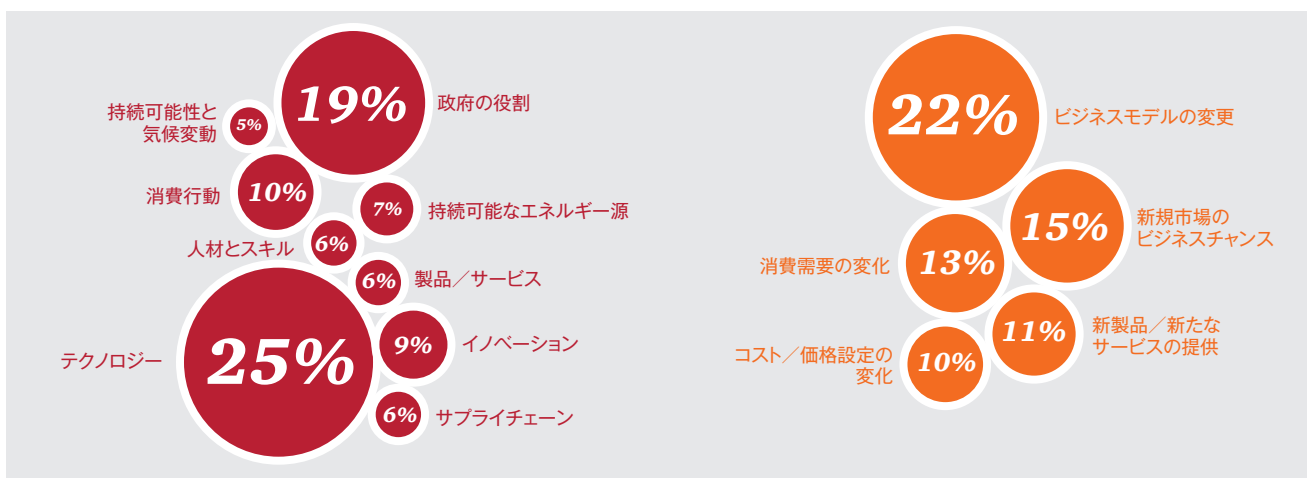 19%
政府の役割
持続可能性と
気候変動
5%
消費行動
10%
7%
持続可能なエネルギー源
人材とスキル
6%
6%
製品／サービス
テクノロジー
25%
9%
イノベーション
6%
サプライチェーン
22%
ビジネスモデルの変更
15%
新規市場の
ビジネスチャンス
消費需要の変化
13%
11%
新製品／新たな
サービスの提供
コスト／価格設定の
変化
10%